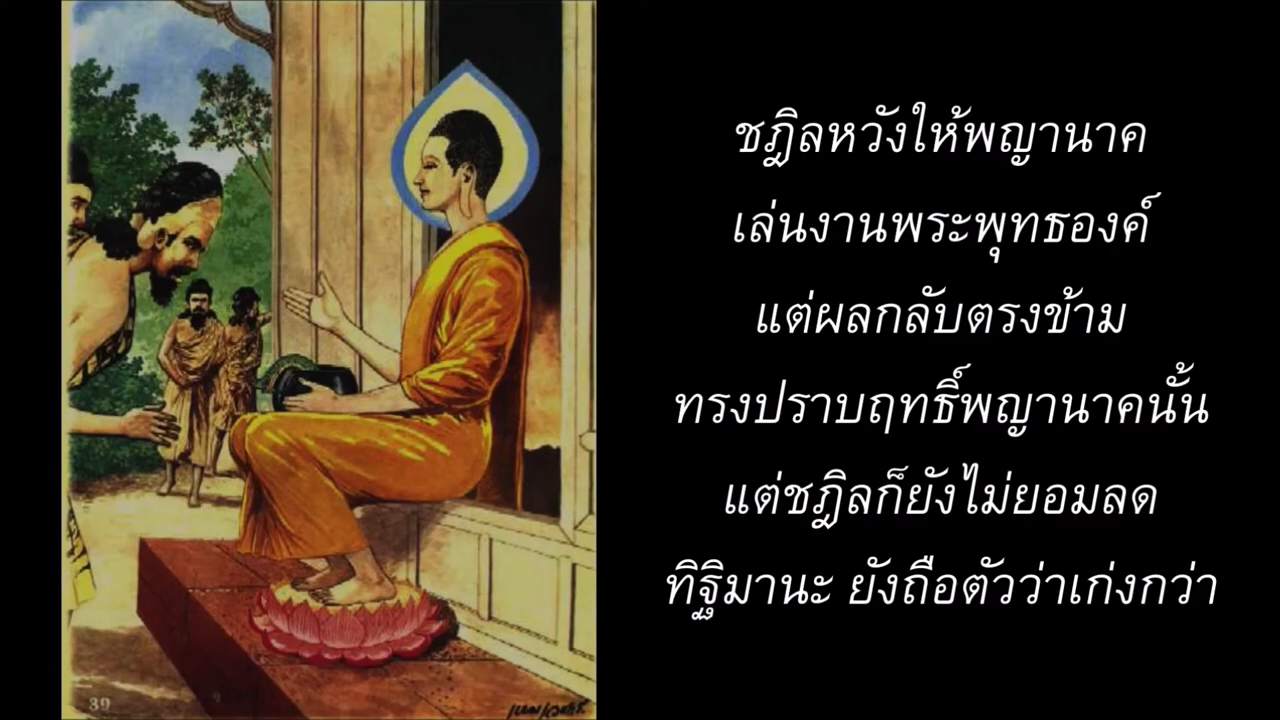 ชฎิลหวังให้พญานาค
เล่นงานพระพุทธองค์
แต่ผลกลับตรงข้าม
ทรงปราบฤทธิ์พญานาคนั้น
แต่ชฎิลก็ยังไม่ยอมลด
ทิฐิมานะ ยังถือตัวว่าเก่งกว่า
39